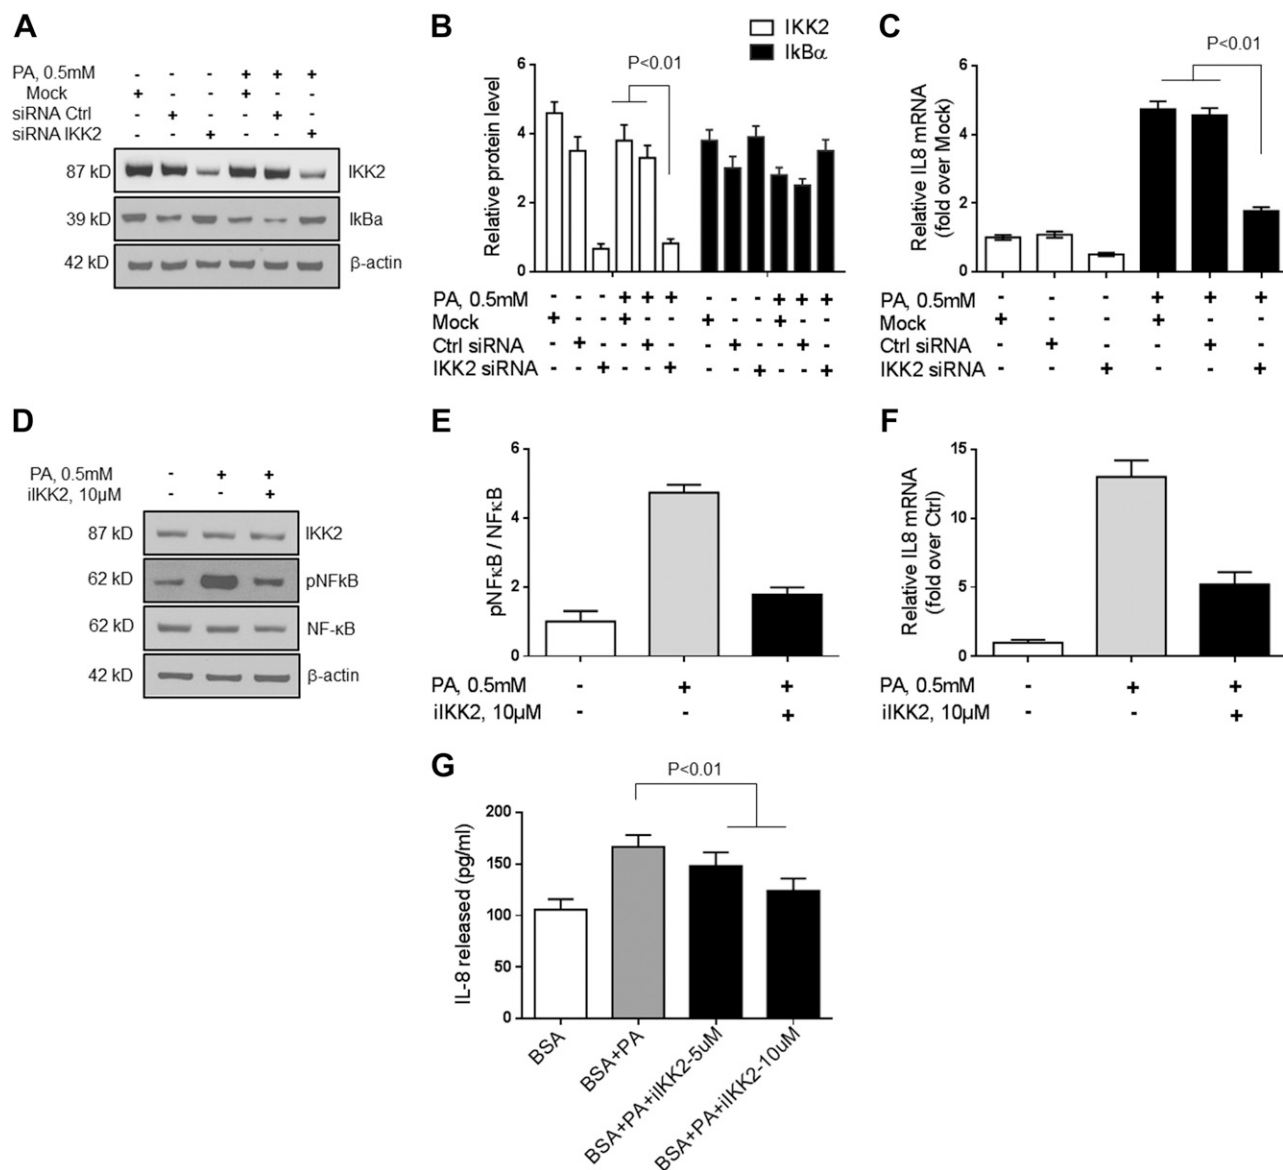 A
PA, 0.5mM - - - + + +
Mock + - - + - -
siRNA Ctrl - + - - + -
siRNA IKK2 - - + - - +
87 kD IKK2
39 kD IkBa
42 kD β-actin
B
IKK2
IkBα
P<0.01
Relative protein level
6
4
2
0
PA, 0.5mM - - - + + + - - - + + +
Mock + - - + - - + - - + - -
Ctrl siRNA - + - - + - - + - - + -
IKK2 siRNA - - + - - + - - + - - +
C
P<0.01
Relative IL8 mRNA
(fold over Mock)
6
4
2
0
PA, 0.5mM - - - + + +
Mock + - - + - -
Ctrl siRNA - + - - + -
IKK2 siRNA - - + - - +
D
PA, 0.5mM - + +
iIKK2, 10µM - - +
87 kD IKK2
62 kD pNFkB
62 kD NF-κB
42 kD β-actin
E
pNFκB / NFκB
6
4
2
0
PA, 0.5mM - + +
iIKK2, 10µM - - +
F
Relative IL8 mRNA
(fold over Ctrl)
15
10
5
0
PA, 0.5mM - + +
iIKK2, 10µM - - +
G
P<0.01
IL-8 released (pg/ml)
200
150
100
50
0
BSA
BSA+PA
BSA+PA+iIKK2-5uM
BSA+PA+iIKK2-10uM